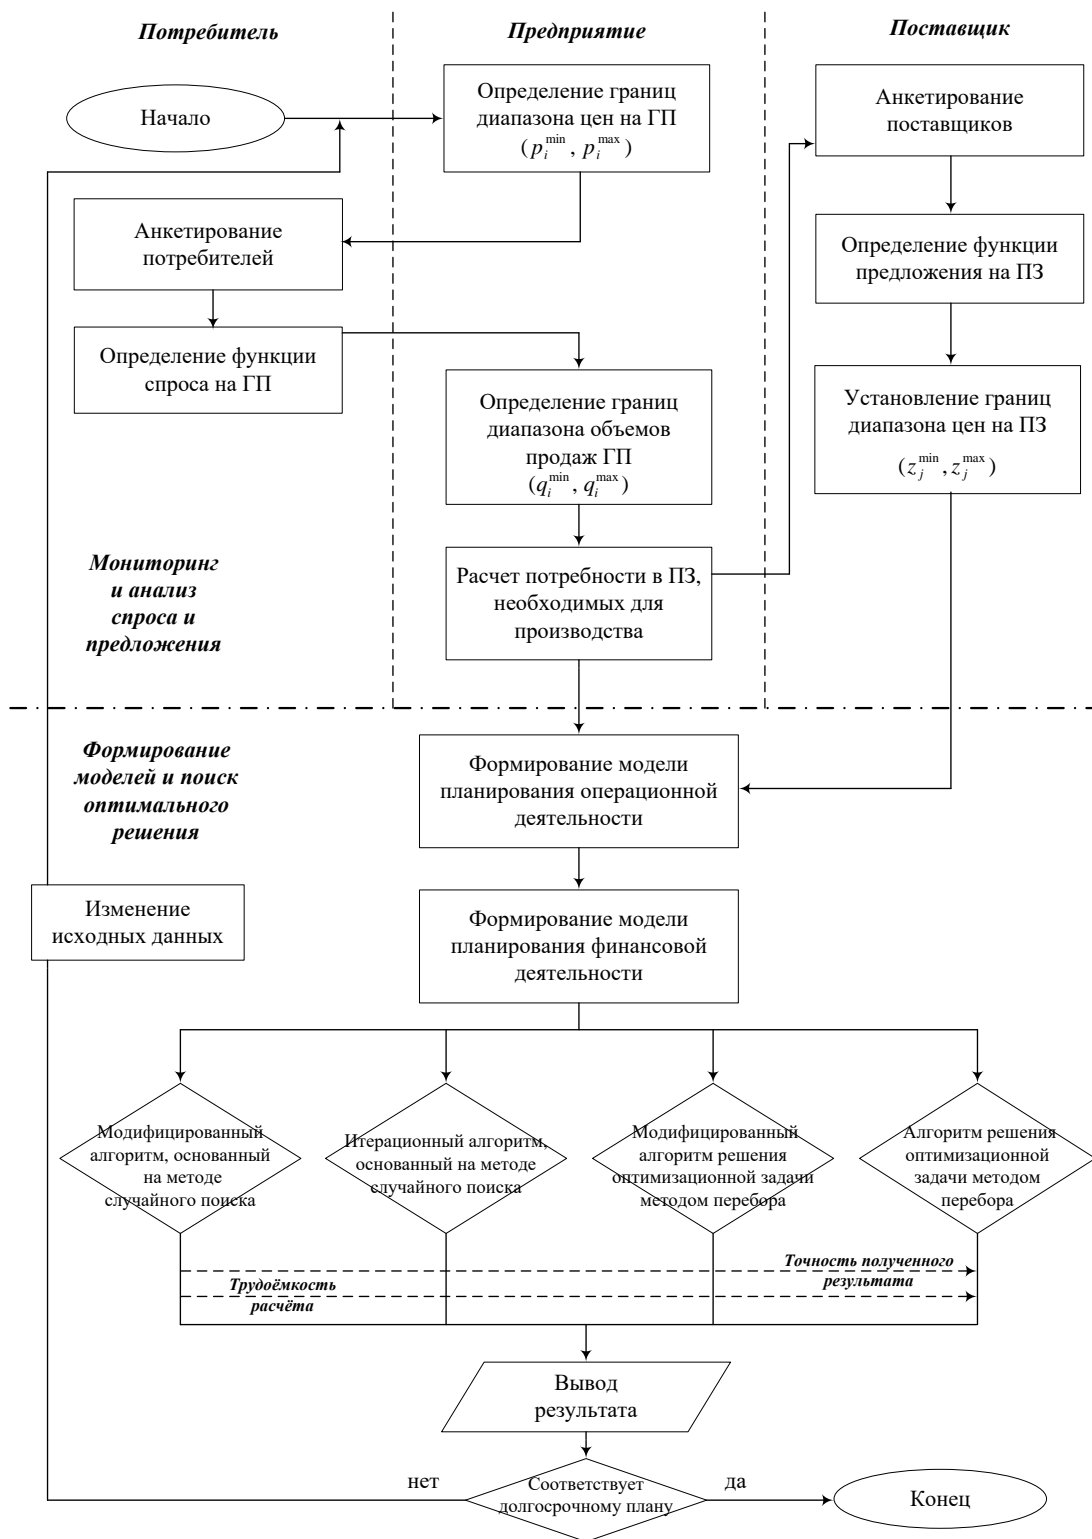 Потребитель
Предприятие
Поставщик
Начало
Определение границ
диапазона цен на ГП
(p_i^min, p_i^max)
Анкетирование
поставщиков
Анкетирование
потребителей
Определение функции
предложения на ПЗ
Определение функции
спроса на ГП
Определение границ
диапазона объемов
продаж ГП
(q_i^min, q_i^max)
Установление границ
диапазона цен на ПЗ
(z_j^min, z_j^max)
Мониторинг
и анализ
спроса и
предложения
Расчет потребности в ПЗ,
необходимых для
производства
Формирование
моделей и поиск
оптимального
решения
Формирование модели
планирования операционной
деятельности
Изменение
исходных данных
Формирование модели
планирования финансовой
деятельности
Модифицированный
алгоритм, основанный
на методе
случайного поиска
Итерационный алгоритм,
основанный на методе
случайного поиска
Модифицированный
алгоритм решения
оптимизационной задачи
методом перебора
Алгоритм решения
оптимизационной
задачи методом
перебора
Точность полученного
результата
Трудоёмкость
расчёта
Вывод
результата
нет
Соответствует
долгосрочному плану
да
Конец